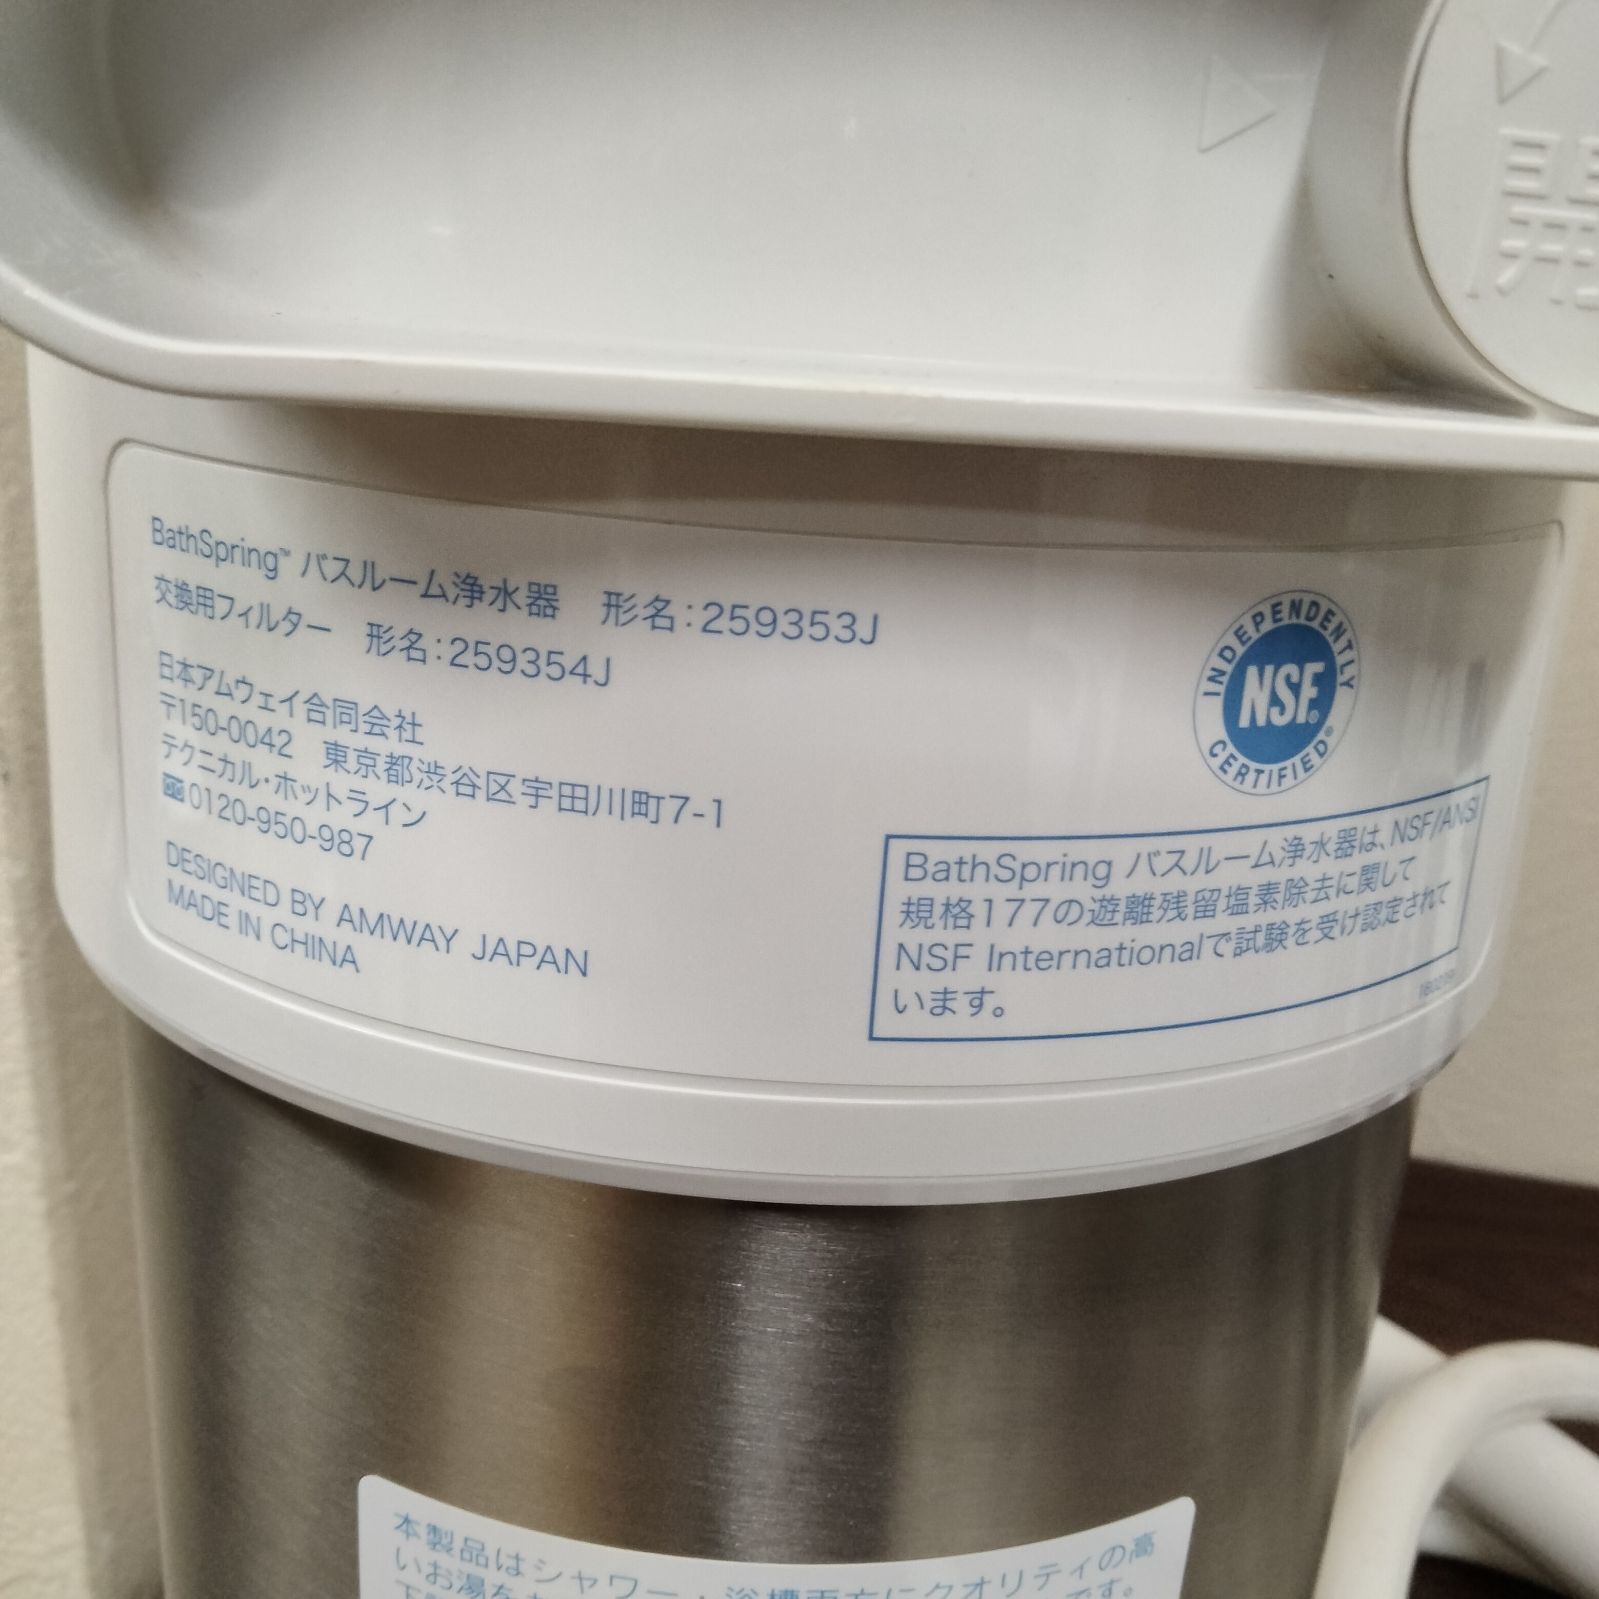 開
BathSpring™ バスルーム浄水器　形名:259353J
交換用フィルター　形名:259354J
日本アムウェイ合同会社
〒150-0042　東京都渋谷区宇田川町7-1
テクニカル・ホットライン
0120-950-987
DESIGNED BY AMWAY JAPAN
MADE IN CHINA
INDEPENDENTLY
NSF®
CERTIFIED®
BathSpring バスルーム浄水器は、NSF/ANSI
規格177の遊離残留塩素除去に関して
NSF Internationalで試験を受け認定されて
います。
本製品はシャワー・浴槽両方にクオリティの高
いお湯を です。